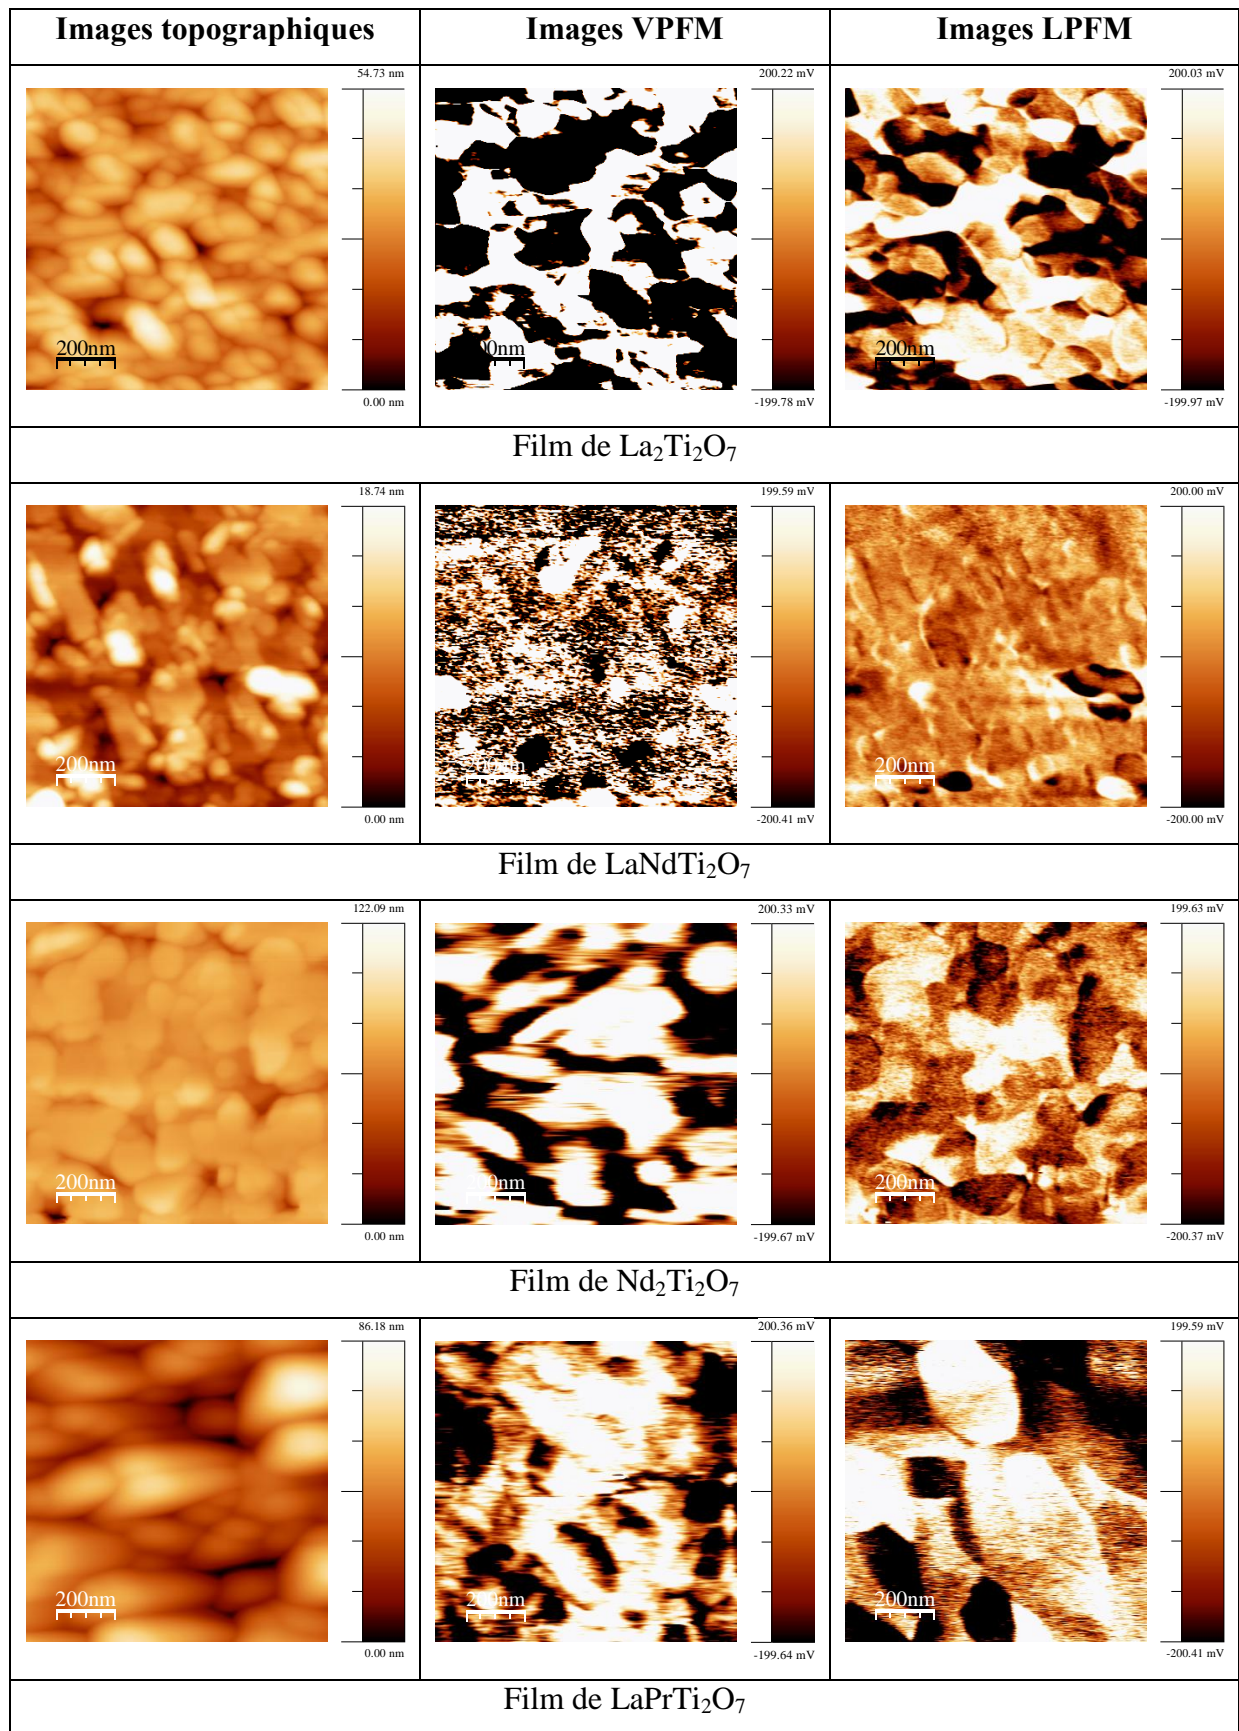 Images topographiques Images VPFM Images LPFM
54.73 nm 200.22 mV 200.03 mV
200nm 00nm 200nm
0.00 nm -199.78 mV -199.97 mV
Film de La₂Ti₂O₇
18.74 nm 199.59 mV 200.00 mV
200nm 200nm 200nm
0.00 nm -200.41 mV -200.00 mV
Film de LaNdTi₂O₇
122.09 nm 200.33 mV 199.63 mV
200nm 200nm 200nm
0.00 nm -199.67 mV -200.37 mV
Film de Nd₂Ti₂O₇
86.18 nm 200.36 mV 199.59 mV
200nm 200nm 200nm
0.00 nm -199.64 mV -200.41 mV
Film de LaPrTi₂O₇